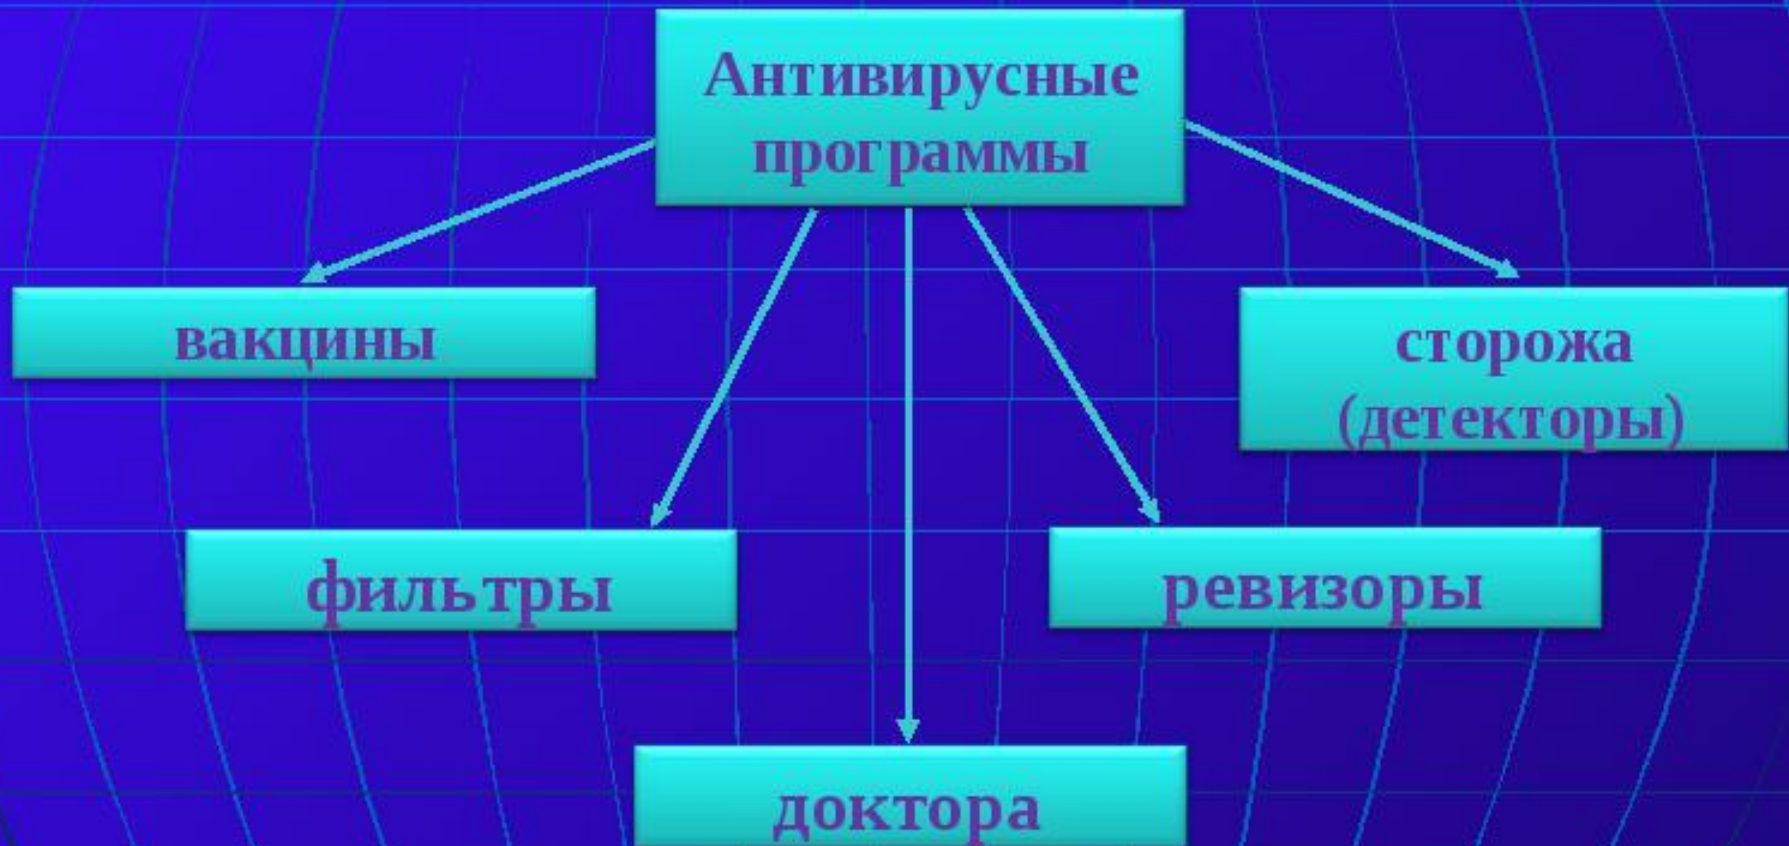 Антивирусные
программы
вакцины
сторожа
(детекторы)
фильтры
ревизоры
доктора